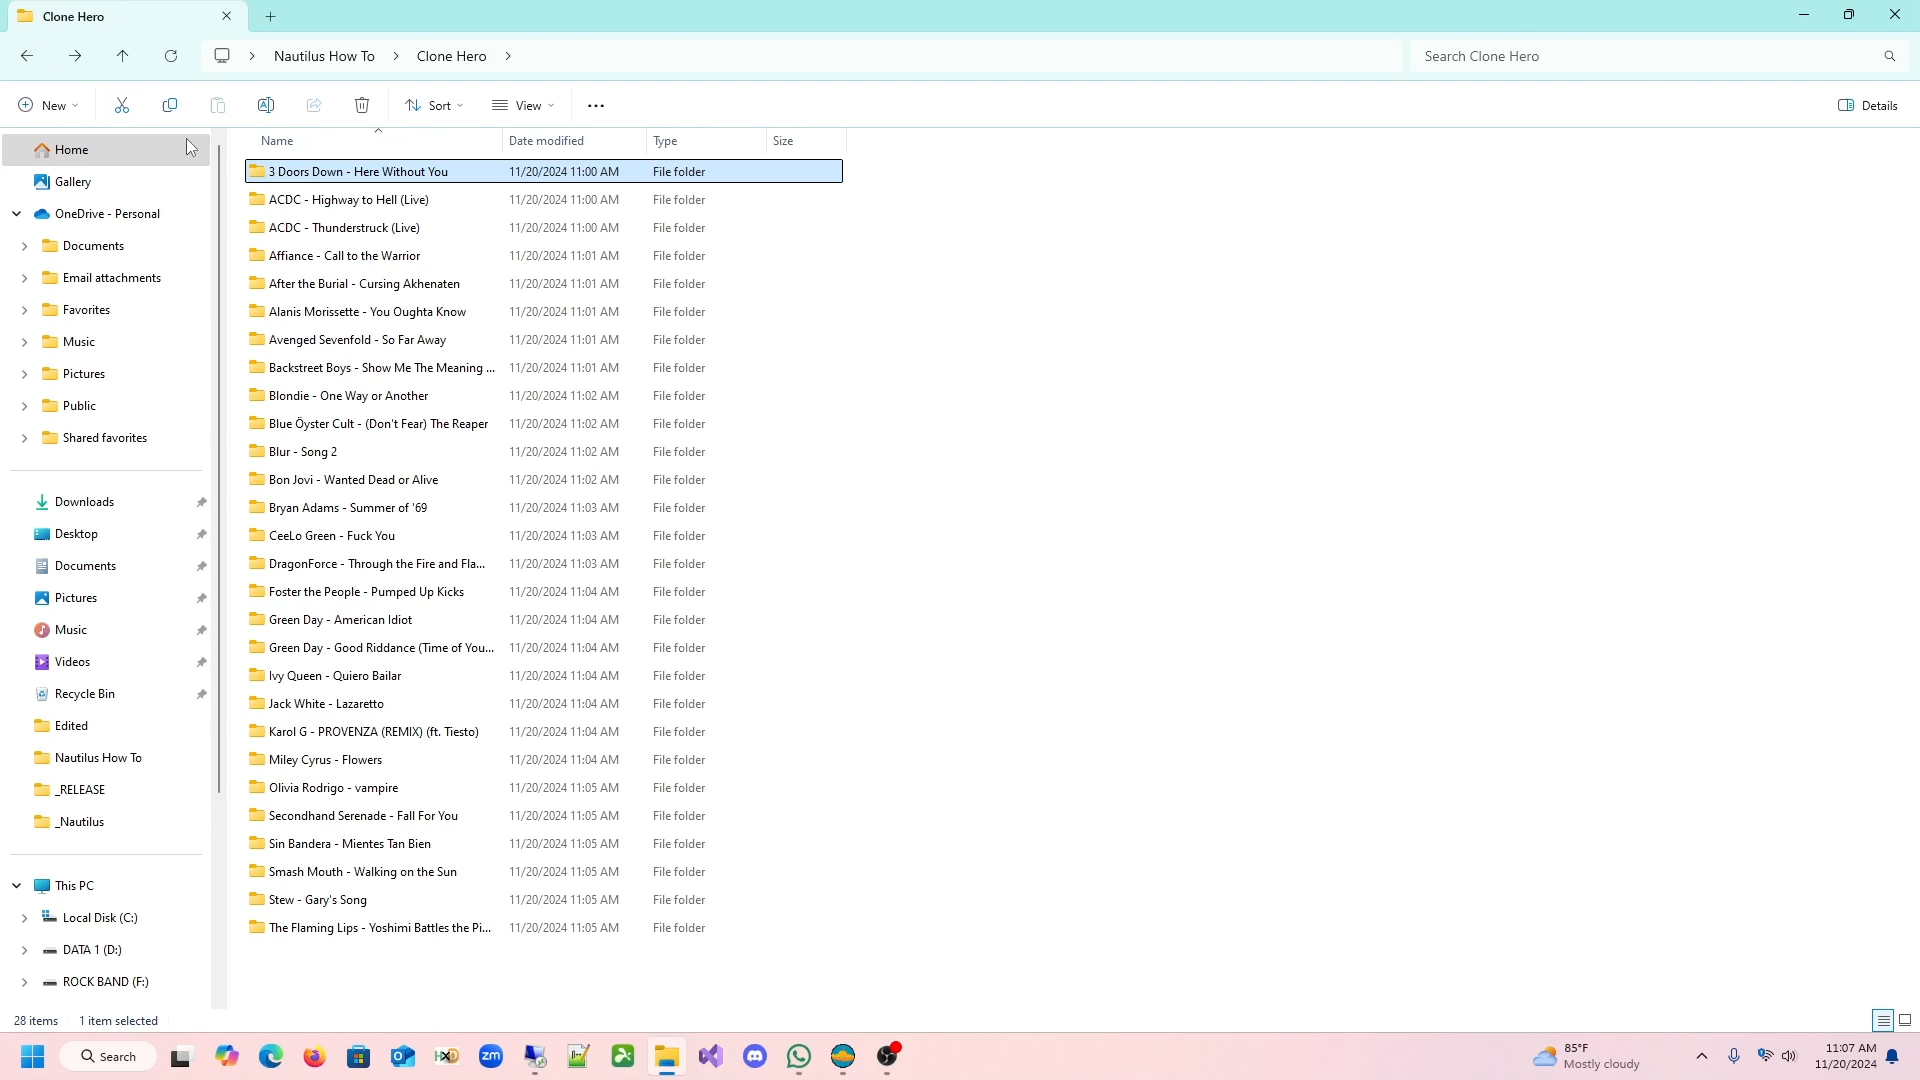 Clone Hero
Nautilus How To
Clone Hero
Search Clone Hero
New
Sort
View
Details
Name
Date modified
Type
Size
Home
Gallery
OneDrive - Personal
Documents
Email attachments
Favorites
Music
Pictures
Public
Shared favorites
Downloads
Desktop
Documents
Pictures
Music
Videos
Recycle Bin
Edited
Nautilus How To
_RELEASE
_Nautilus
This PC
Local Disk (C:)
DATA 1 (D:)
ROCK BAND (F:)
3 Doors Down - Here Without You 11/20/2024 11:00 AM File folder
ACDC - Highway to Hell (Live) 11/20/2024 11:00 AM File folder
ACDC - Thunderstruck (Live) 11/20/2024 11:00 AM File folder
Affiance - Call to the Warrior 11/20/2024 11:01 AM File folder
After the Burial - Cursing Akhenaten 11/20/2024 11:01 AM File folder
Alanis Morissette - You Oughta Know 11/20/2024 11:01 AM File folder
Avenged Sevenfold - So Far Away 11/20/2024 11:01 AM File folder
Backstreet Boys - Show Me The Meaning ... 11/20/2024 11:01 AM File folder
Blondie - One Way or Another 11/20/2024 11:02 AM File folder
Blue Öyster Cult - (Don't Fear) The Reaper 11/20/2024 11:02 AM File folder
Blur - Song 2 11/20/2024 11:02 AM File folder
Bon Jovi - Wanted Dead or Alive 11/20/2024 11:02 AM File folder
Bryan Adams - Summer of '69 11/20/2024 11:03 AM File folder
CeeLo Green - Fuck You 11/20/2024 11:03 AM File folder
DragonForce - Through the Fire and Fla... 11/20/2024 11:03 AM File folder
Foster the People - Pumped Up Kicks 11/20/2024 11:04 AM File folder
Green Day - American Idiot 11/20/2024 11:04 AM File folder
Green Day - Good Riddance (Time of You... 11/20/2024 11:04 AM File folder
Ivy Queen - Quiero Bailar 11/20/2024 11:04 AM File folder
Jack White - Lazaretto 11/20/2024 11:04 AM File folder
Karol G - PROVENZA (REMIX) (ft. Tiesto) 11/20/2024 11:04 AM File folder
Miley Cyrus - Flowers 11/20/2024 11:04 AM File folder
Olivia Rodrigo - vampire 11/20/2024 11:05 AM File folder
Secondhand Serenade - Fall For You 11/20/2024 11:05 AM File folder
Sin Bandera - Mientes Tan Bien 11/20/2024 11:05 AM File folder
Smash Mouth - Walking on the Sun 11/20/2024 11:05 AM File folder
Stew - Gary's Song 11/20/2024 11:05 AM File folder
The Flaming Lips - Yoshimi Battles the Pi... 11/20/2024 11:05 AM File folder
28 items
1 item selected
Search
zm
85°F
Mostly cloudy
11:07 AM
11/20/2024